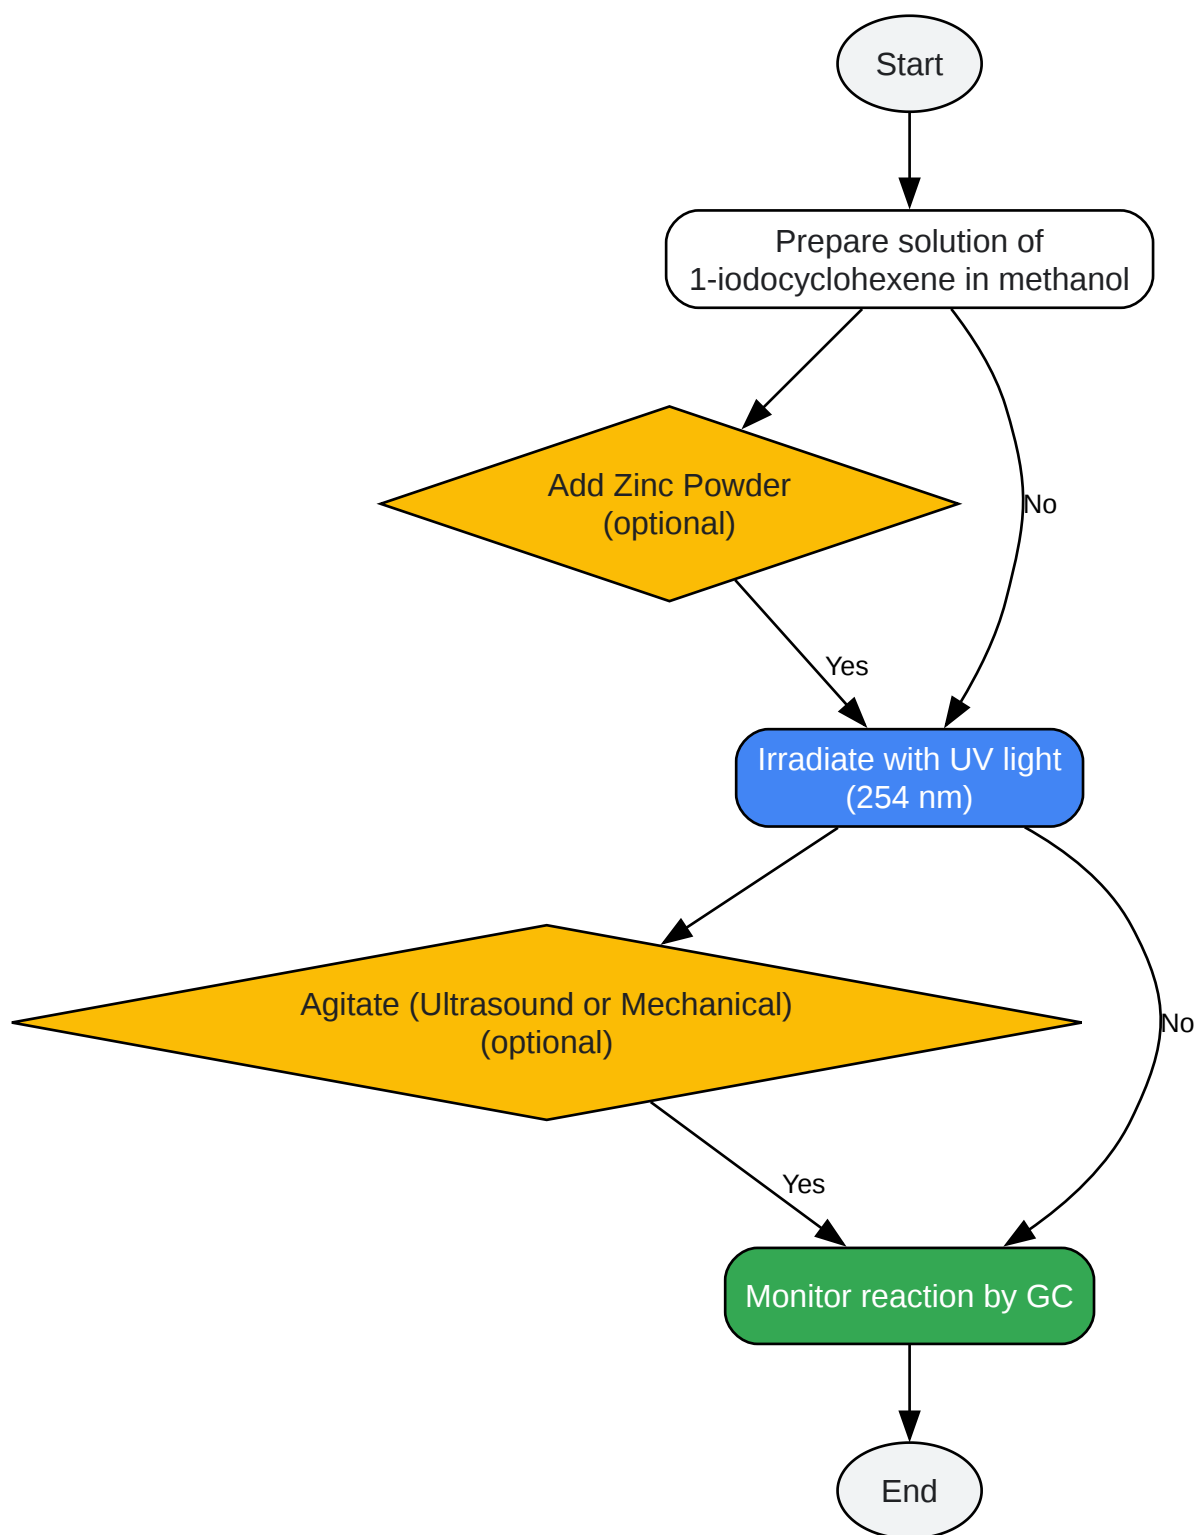 Start
Prepare solution of
1-iodocyclohexene in methanol
Add Zinc Powder
(optional)
No
Yes
Irradiate with UV light
(254 nm)
Agitate (Ultrasound or Mechanical)
(optional)
No
Yes
Monitor reaction by GC
End